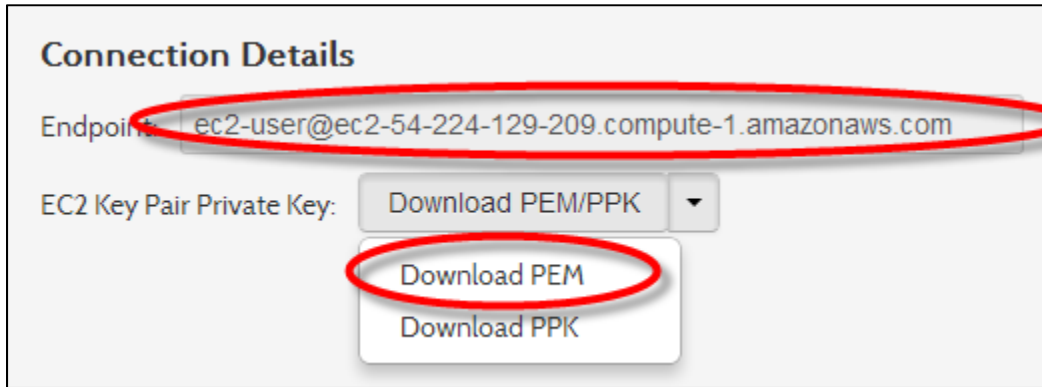 Connection Details
Endpoint: ec2-user@ec2-54-224-129-209.compute-1.amazonaws.com
EC2 Key Pair Private Key: Download PEM/PPK
Download PEM
Download PPK